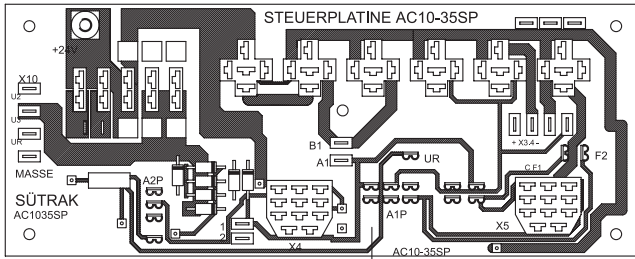 STEUERPLATINE AC10-35SP
+24V
X10
U2
U3
UR
MASSE
B1
A1
UR
+ X3.4 -
C F1
F2
A2P
SÜTRAK
AC1035SP
1
2
X4
A1P
X5
AC10-35SP